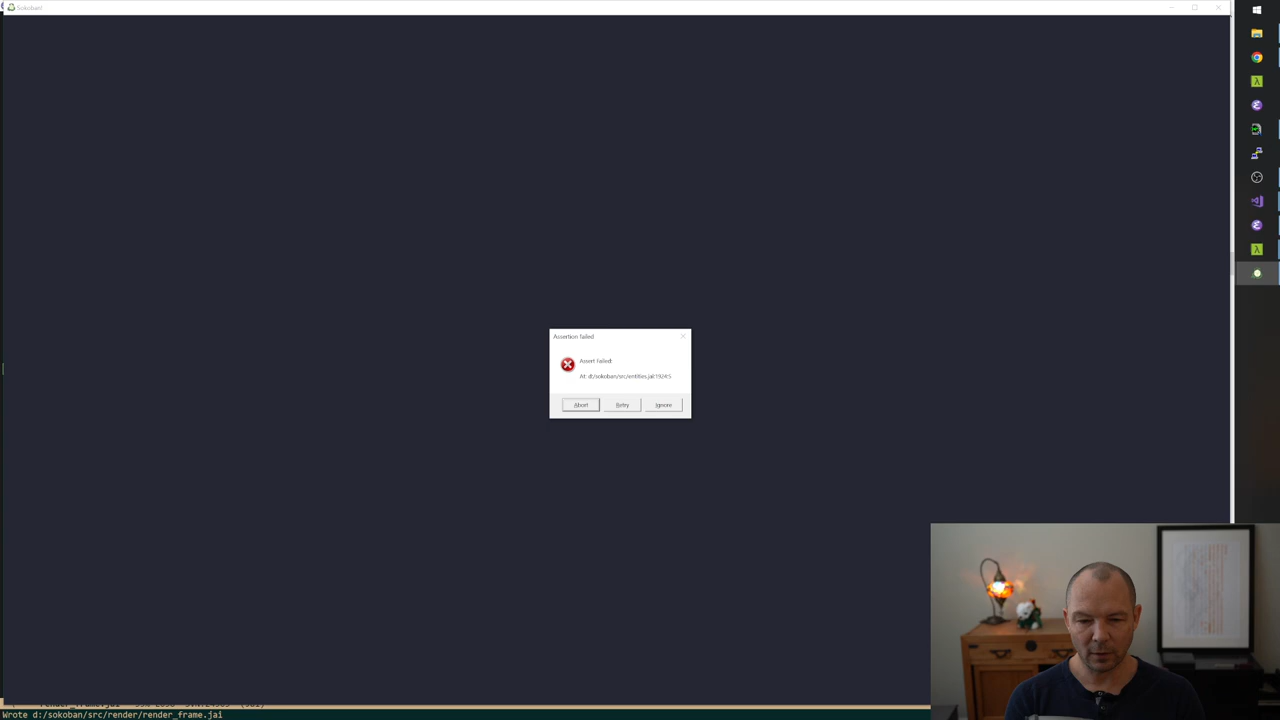 Sokoban!
Assertion failed
Assert Failed:
At: d:/sokoban/src/entities.jai:1924:5
Abort
Retry
Ignore
Wrote d:/sokoban/src/render/render_frame.jai